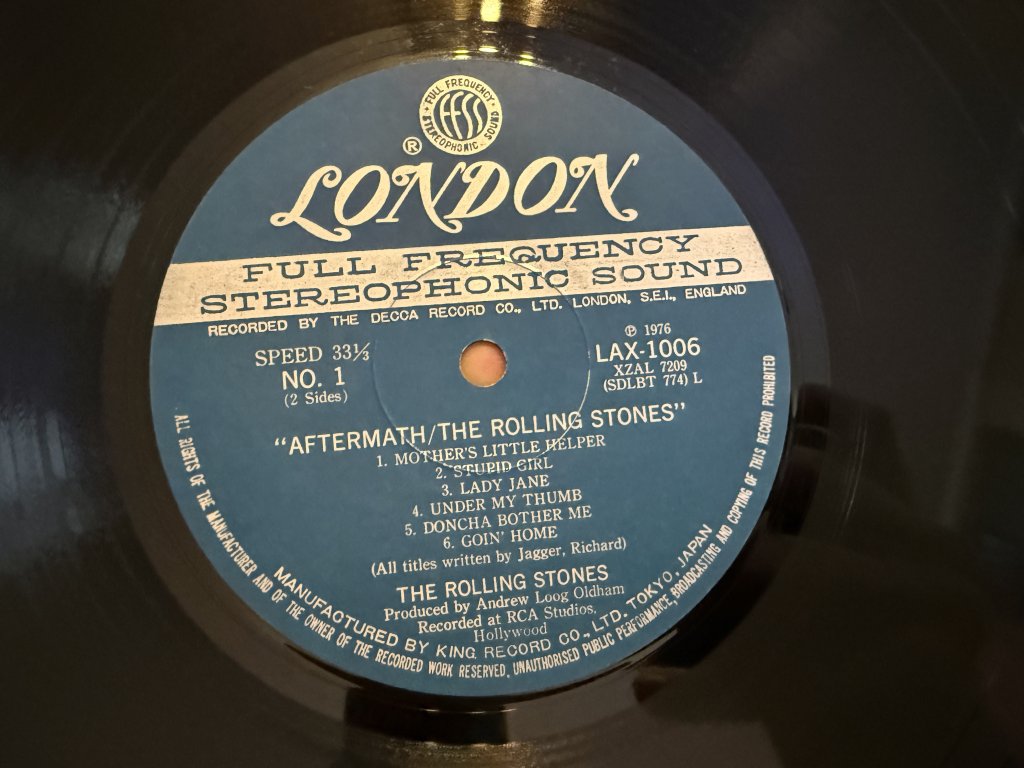 FULL FREQUENCY
ffss
STEREOPHONIC SOUND
®
LONDON
FULL FREQUENCY
STEREOPHONIC SOUND
RECORDED BY THE DECCA RECORD CO., LTD. LONDON, S.E.I., ENGLAND
SPEED 33⅓
NO. 1
(2 Sides)
℗ 1976
LAX-1006
XZAL 7209
(SDLBT 774) L
"AFTERMATH/THE ROLLING STONES"
1. MOTHER'S LITTLE HELPER
2. STUPID GIRL
3. LADY JANE
4. UNDER MY THUMB
5. DONCHA BOTHER ME
6. GOIN' HOME
(All titles written by Jagger, Richard)
THE ROLLING STONES
Produced by Andrew Loog Oldham
Recorded at RCA Studios,
Hollywood
MANUFACTURED BY KING RECORD CO., LTD. TOKYO, JAPAN
ALL RIGHTS OF THE MANUFACTURER AND OF THE OWNER OF THE RECORDED WORK RESERVED. UNAUTHORISED PUBLIC PERFORMANCE, BROADCASTING AND COPYING OF THIS RECORD PROHIBITED